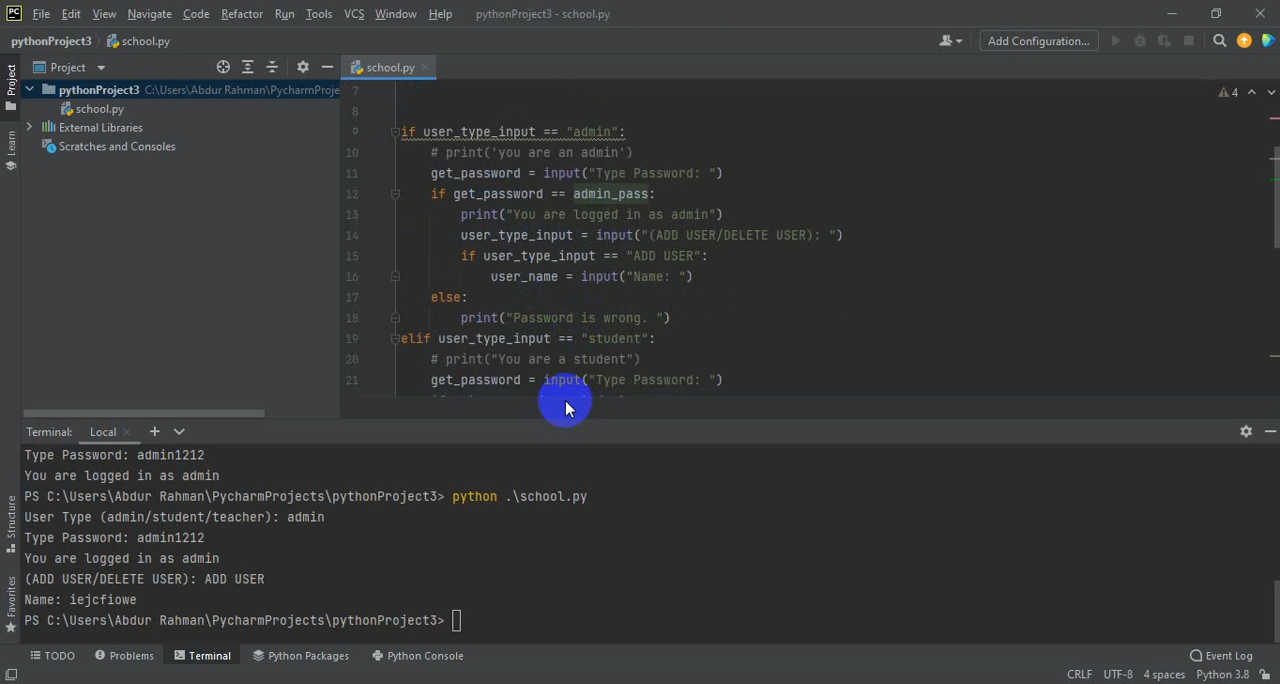 PC File Edit View Navigate Code Refactor Run Tools VCS Window Help pythonProject3 - school.py
pythonProject3 school.py Add Configuration...
Project school.py
Project
pythonProject3 C:\Users\Abdur Rahman\PycharmProje
school.py
External Libraries
Scratches and Consoles
Learn
4
7
8
9 if user_type_input == "admin":
10 # print('you are an admin')
11 get_password = input("Type Password: ")
12 if get_password == admin_pass:
13 print("You are logged in as admin")
14 user_type_input = input("(ADD USER/DELETE USER): ")
15 if user_type_input == "ADD USER":
16 user_name = input("Name: ")
17 else:
18 print("Password is wrong. ")
19 elif user_type_input == "student":
20 # print("You are a student")
21 get_password = input("Type Password: ")
Terminal: Local
Type Password: admin1212
You are logged in as admin
PS C:\Users\Abdur Rahman\PycharmProjects\pythonProject3> python .\school.py
User Type (admin/student/teacher): admin
Type Password: admin1212
You are logged in as admin
(ADD USER/DELETE USER): ADD USER
Name: iejcfiowe
PS C:\Users\Abdur Rahman\PycharmProjects\pythonProject3>
Structure
Favorites
TODO Problems Terminal Python Packages Python Console Event Log
CRLF UTF-8 4 spaces Python 3.8